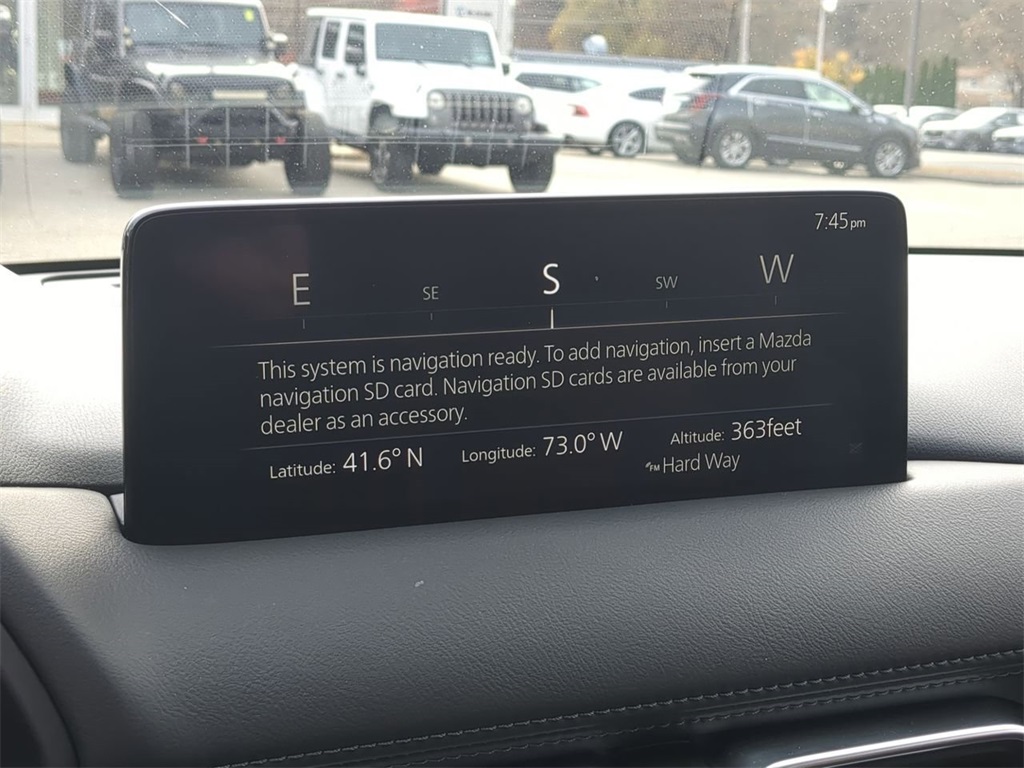 7:45pm
E SE S SW W
This system is navigation ready. To add navigation, insert a Mazda
navigation SD card. Navigation SD cards are available from your
dealer as an accessory.
Latitude: 41.6° N Longitude: 73.0° W Altitude: 363feet
FM Hard Way